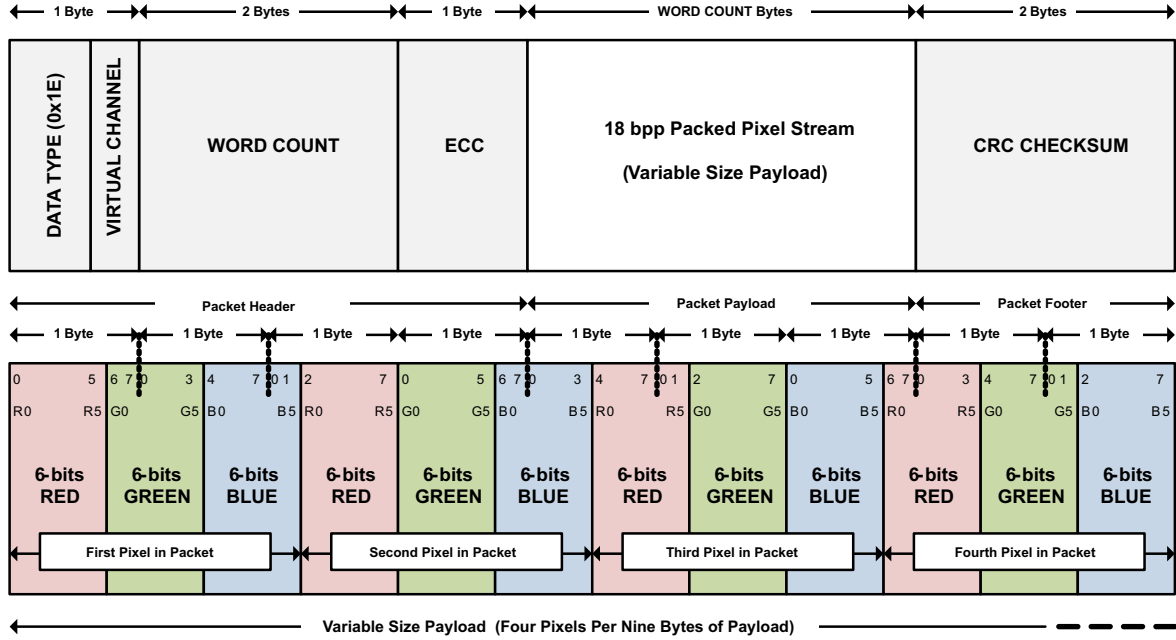 1 Byte 2 Bytes 1 Byte WORD COUNT Bytes 2 Bytes
DATA TYPE (0x1E)
VIRTUAL CHANNEL
WORD COUNT
ECC
18 bpp Packed Pixel Stream
(Variable Size Payload)
CRC CHECKSUM
Packet Header Packet Payload Packet Footer
1 Byte 1 Byte 1 Byte 1 Byte 1 Byte 1 Byte 1 Byte 1 Byte 1 Byte
0 5 6 7 0 3 4 7 0 1 2 7 0 5 6 7 0 3 4 7 0 1 2 7 0 5 6 7 0 3 4 7 0 1 2 7
R0 R5 G0 G5 B0 B5 R0 R5 G0 G5 B0 B5 R0 R5 G0 G5 B0 B5 R0 R5 G0 G5 B0 B5
6-bits 6-bits 6-bits 6-bits 6-bits 6-bits 6-bits 6-bits 6-bits 6-bits 6-bits 6-bits
RED GREEN BLUE RED GREEN BLUE RED GREEN BLUE RED GREEN BLUE
First Pixel in Packet Second Pixel in Packet Third Pixel in Packet Fourth Pixel in Packet
Variable Size Payload (Four Pixels Per Nine Bytes of Payload)